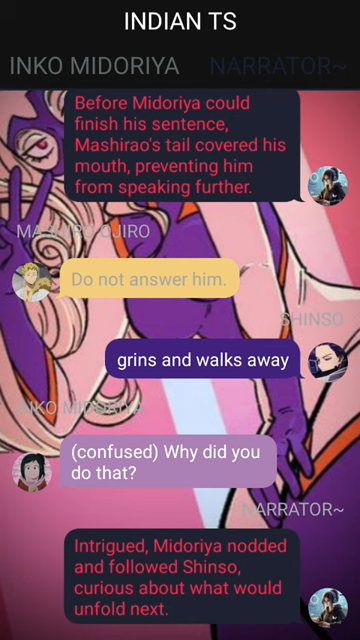 INDIAN TS
INKO MIDORIYA NARRATOR~
Before Midoriya could
finish his sentence,
Mashirao's tail covered his
mouth, preventing him
from speaking further.
MASHIRO OJIRO
Do not answer him.
SHINSO
grins and walks away
INKO MIDORIYA
(confused) Why did you
do that?
NARRATOR~
Intrigued, Midoriya nodded
and followed Shinso,
curious about what would
unfold next.